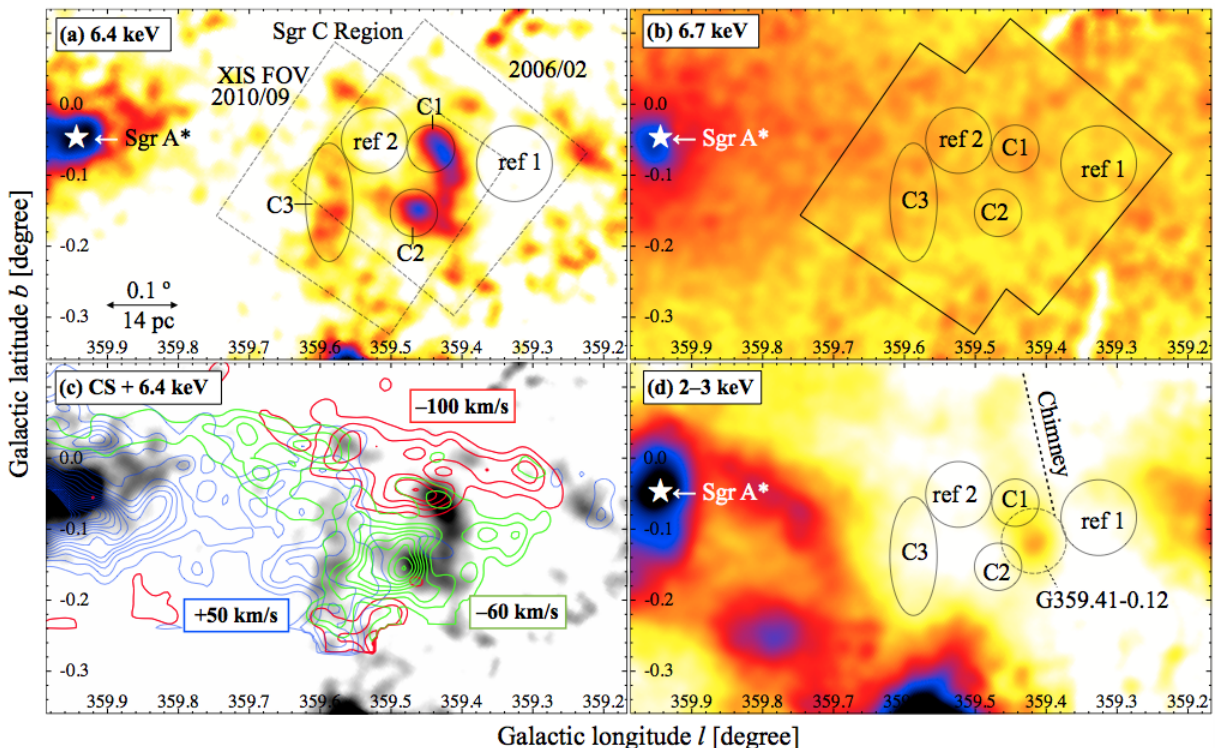 (a) 6.4 keV
Sgr C Region
XIS FOV
2010/09
2006/02
C1
ref 2
ref 1
Sgr A*
C3
C2
0.1 °
14 pc
0.0
-0.1
-0.2
-0.3
359.9 359.8 359.7 359.6 359.5 359.4 359.3 359.2
(b) 6.7 keV
Sgr A*
ref 2
C1
ref 1
C3
C2
0.0
-0.1
-0.2
-0.3
359.9 359.8 359.7 359.6 359.5 359.4 359.3 359.2
(c) CS + 6.4 keV
–100 km/s
+50 km/s
–60 km/s
0.0
-0.1
-0.2
-0.3
359.9 359.8 359.7 359.6 359.5 359.4 359.3 359.2
(d) 2–3 keV
Chimney
Sgr A*
ref 2
C1
ref 1
C3
C2
G359.41-0.12
0.0
-0.1
-0.2
-0.3
359.9 359.8 359.7 359.6 359.5 359.4 359.3 359.2
Galactic latitude b [degree]
Galactic longitude l [degree]